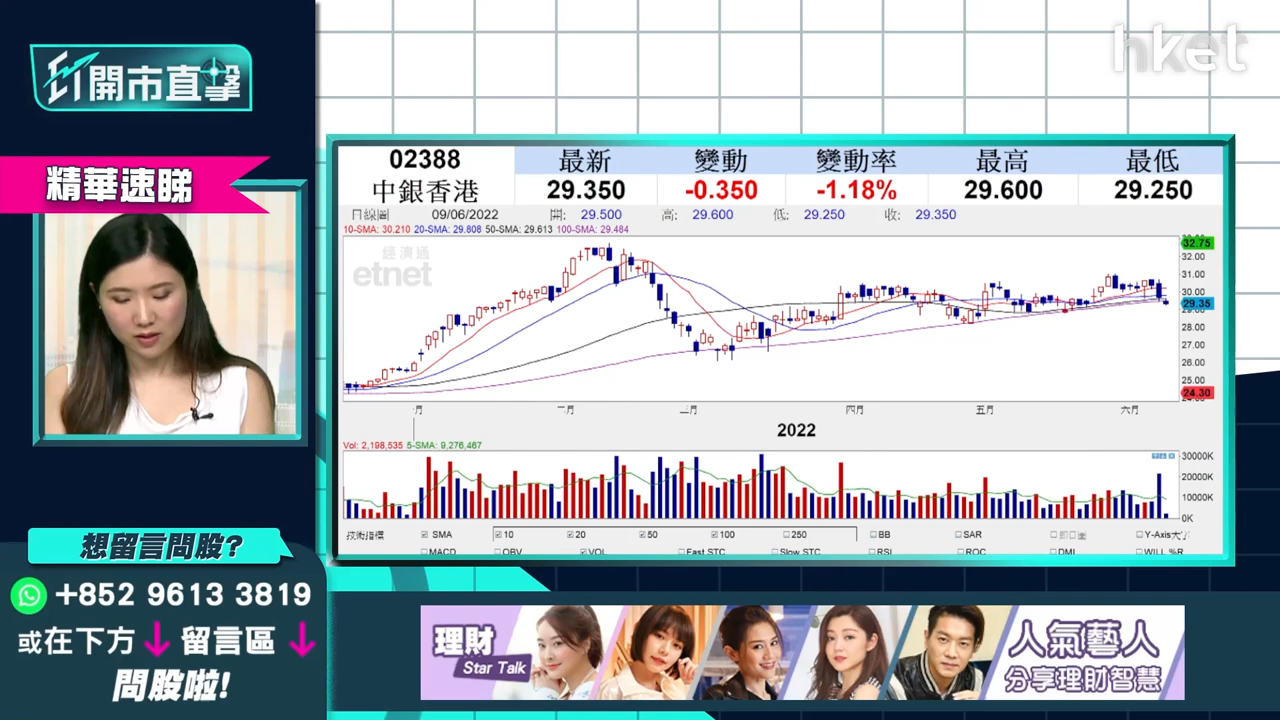 hket
ET開市直擊
精華速睇
02388
中銀香港
最新
變動
變動率
最高
最低
29.350
-0.350
-1.18%
29.600
29.250
日線圖
09/06/2022
開: 29.500
高: 29.600
低: 29.250
收: 29.350
10-SMA: 30.210 20-SMA: 29.808 50-SMA: 29.613 100-SMA: 29.484
經濟通
etnet
32.75
32.00
31.00
30.00
29.35
28.00
27.00
26.00
25.00
24.30
二月
四月
五月
六月
2022
Vol: 2,198,535 5-SMA: 9,276,467
30000K
20000K
10000K
0K
技術指標
SMA
10
20
50
100
250
BB
SAR
Y-Axis大寸
MACD
OBV
VOL
Fast STC
Slow STC
RSI
ROC
DMI
WILL %R
想留言問股?
+852 9613 3819
或在下方 留言區
問股啦!
理財
Star Talk
人氣藝人
分享理財智慧